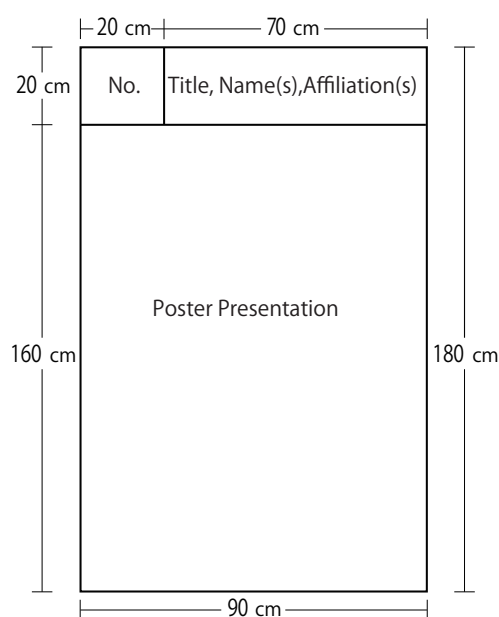 20 cm
70 cm
20 cm
No.
Title, Name(s),Affiliation(s)
Poster Presentation
160 cm
180 cm
90 cm